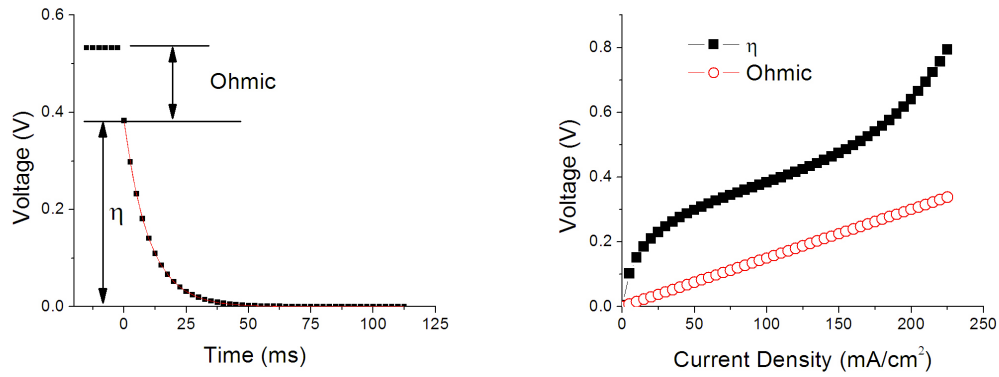 0.6
0.4
0.2
0.0
Voltage (V)
Ohmic
η
0 25 50 75 100 125
Time (ms)
0.8
0.6
0.4
0.2
0.0
Voltage (V)
η
Ohmic
0 50 100 150 200 250
Current Density (mA/cm²)